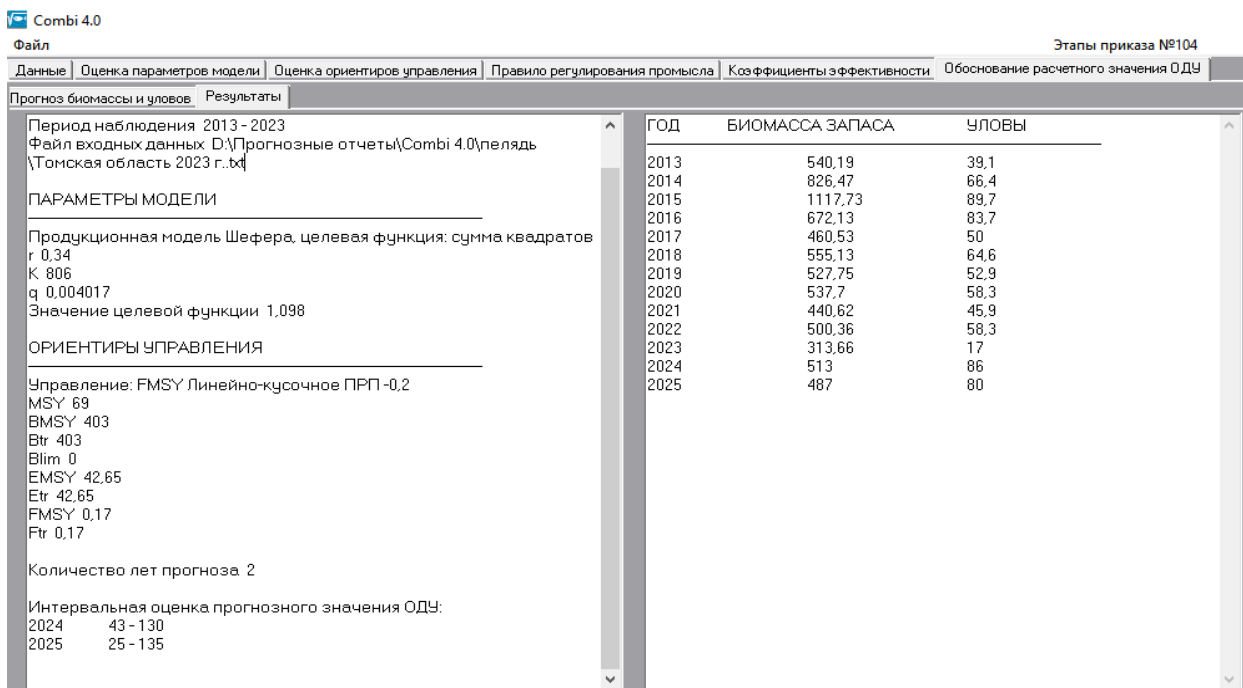 Combi 4.0
Файл Этапы приказа №104
Данные Оценка параметров модели Оценка ориентиров управления Правило регулирования промысла Коэффициенты эффективности Обоснование расчетного значения ОДУ
Прогноз биомассы и уловов Результаты
Период наблюдения 2013 - 2023
Файл входных данных D:\Прогнозные отчеты\Combi 4.0\пелядь
\Томская область 2023 г..txt
ПАРАМЕТРЫ МОДЕЛИ
Продукционная модель Шефера, целевая функция: сумма квадратов
r 0,34
K 806
q 0,004017
Значение целевой функции 1,098
ОРИЕНТИРЫ УПРАВЛЕНИЯ
Управление: FMSY Линейно-кусочное ПРП -0,2
MSY 69
BMSY 403
Btr 403
Blim 0
EMSY 42,65
Etr 42,65
FMSY 0,17
Ftr 0,17
Количество лет прогноза 2
Интервальная оценка прогнозного значения ОДУ:
2024 43 - 130
2025 25 - 135
ГОД БИОМАССА ЗАПАСА УЛОВЫ
2013 540,19 39,1
2014 826,47 66,4
2015 1117,73 89,7
2016 672,13 83,7
2017 460,53 50
2018 555,13 64,6
2019 527,75 52,9
2020 537,7 58,3
2021 440,62 45,9
2022 500,36 58,3
2023 313,66 17
2024 513 86
2025 487 80